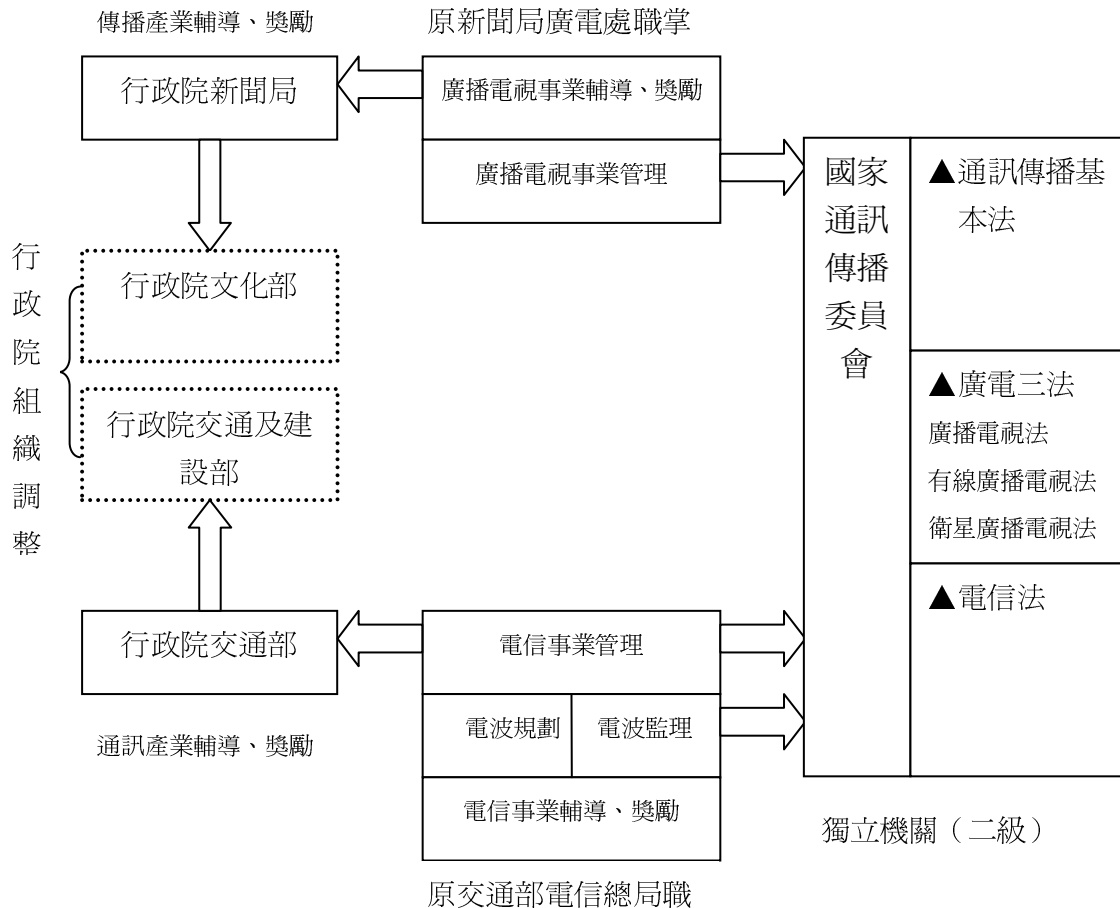 傳播產業輔導、獎勵
原新聞局廣電處職掌
行政院新聞局
廣播電視事業輔導、獎勵
廣播電視事業管理
國家
通訊
傳播
委員
會
▲通訊傳播基
本法
行政院組織調整
行政院文化部
行政院交通及建
設部
▲廣電三法
廣播電視法
有線廣播電視法
衛星廣播電視法
▲電信法
行政院交通部
電信事業管理
電波規劃
電波監理
通訊產業輔導、獎勵
電信事業輔導、獎勵
獨立機關（二級）
原交通部電信總局職